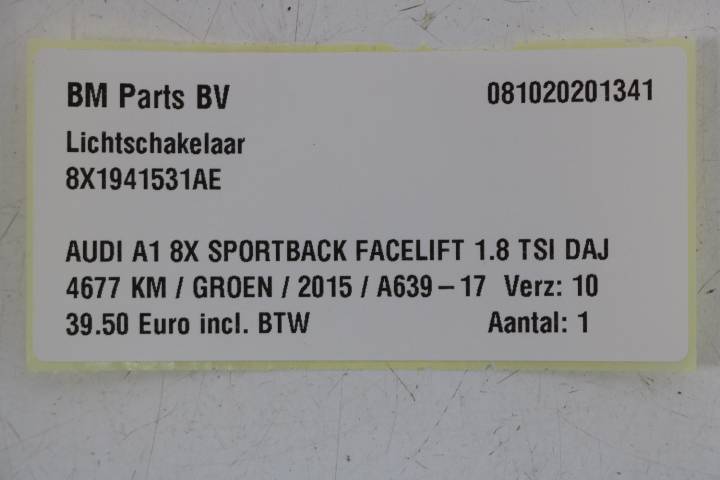 BM Parts BV 081020201341
Lichtschakelaar
8X1941531AE
AUDI A1 8X SPORTBACK FACELIFT 1.8 TSI DAJ
4677 KM / GROEN / 2015 / A639-17 Verz: 10
39.50 Euro incl. BTW Aantal: 1